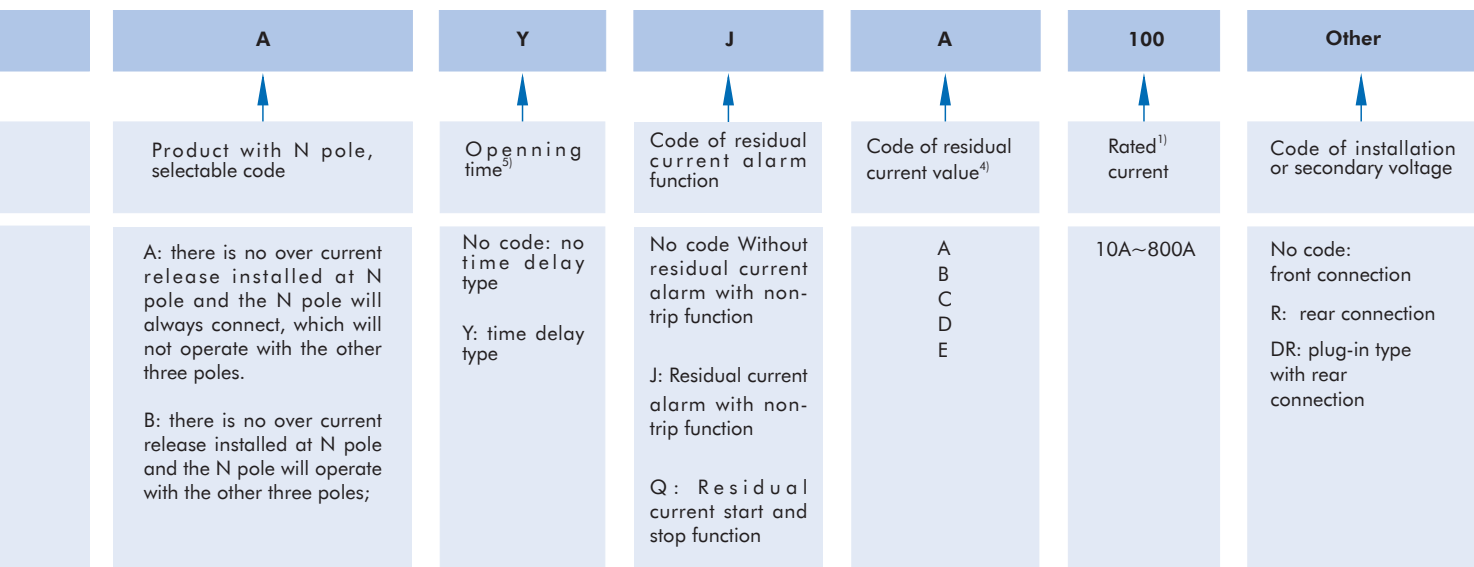 A
Y
J
A
100
Other
Product with N pole,
selectable code
Openning
time5)
Code of residual
current alarm
function
Code of residual
current value4)
Rated1)
current
Code of installation
or secondary voltage
A: there is no over current
release installed at N
pole and the N pole will
always connect, which will
not operate with the other
three poles.
B: there is no over current
release installed at N pole
and the N pole will operate
with the other three poles;
No code: no
time delay
type
Y: time delay
type
No code Without
residual current
alarm with non-
trip function
J: Residual current
alarm with non-
trip function
Q: Residual
current start and
stop function
A
B
C
D
E
10A~800A
No code:
front connection
R: rear connection
DR: plug-in type
with rear
connection